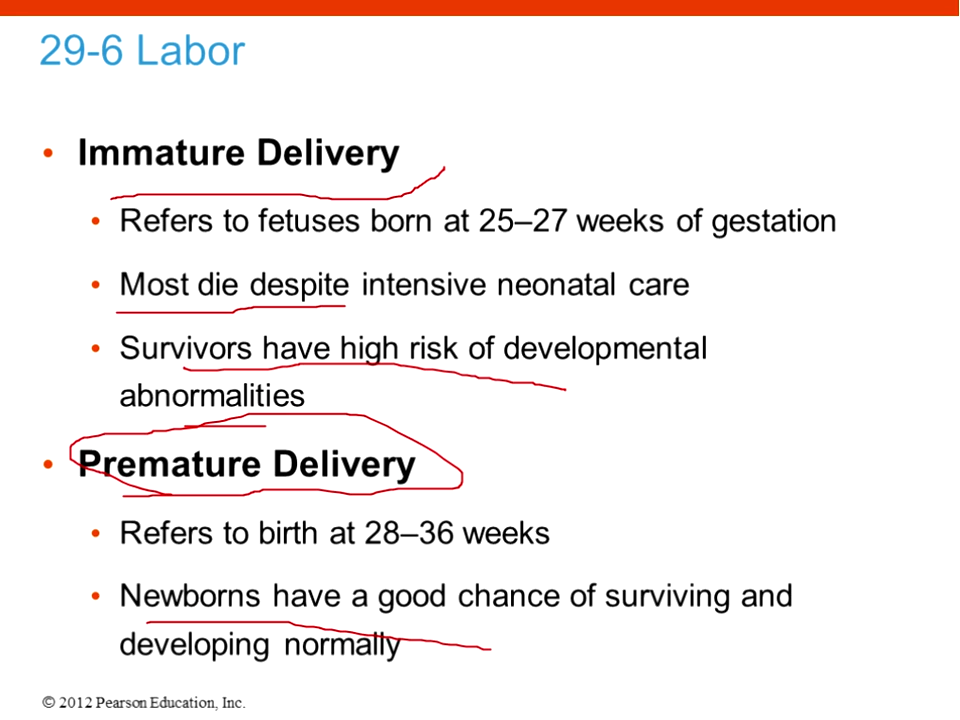 29-6 Labor
• Immature Delivery
• Refers to fetuses born at 25–27 weeks of gestation
• Most die despite intensive neonatal care
• Survivors have high risk of developmental
abnormalities
• Premature Delivery
• Refers to birth at 28–36 weeks
• Newborns have a good chance of surviving and
developing normally
© 2012 Pearson Education, Inc.